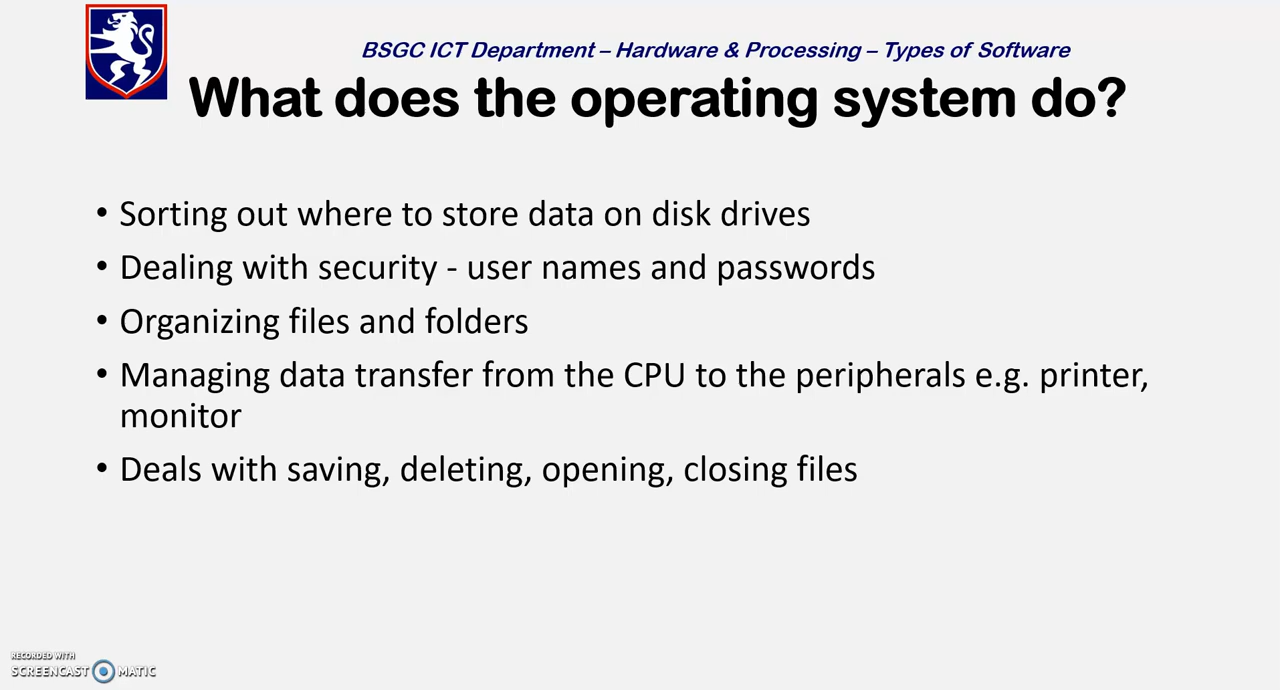 BSGC ICT Department – Hardware & Processing – Types of Software
What does the operating system do?
• Sorting out where to store data on disk drives
• Dealing with security - user names and passwords
• Organizing files and folders
• Managing data transfer from the CPU to the peripherals e.g. printer,
monitor
• Deals with saving, deleting, opening, closing files
RECORDED WITH
SCREENCAST MATIC